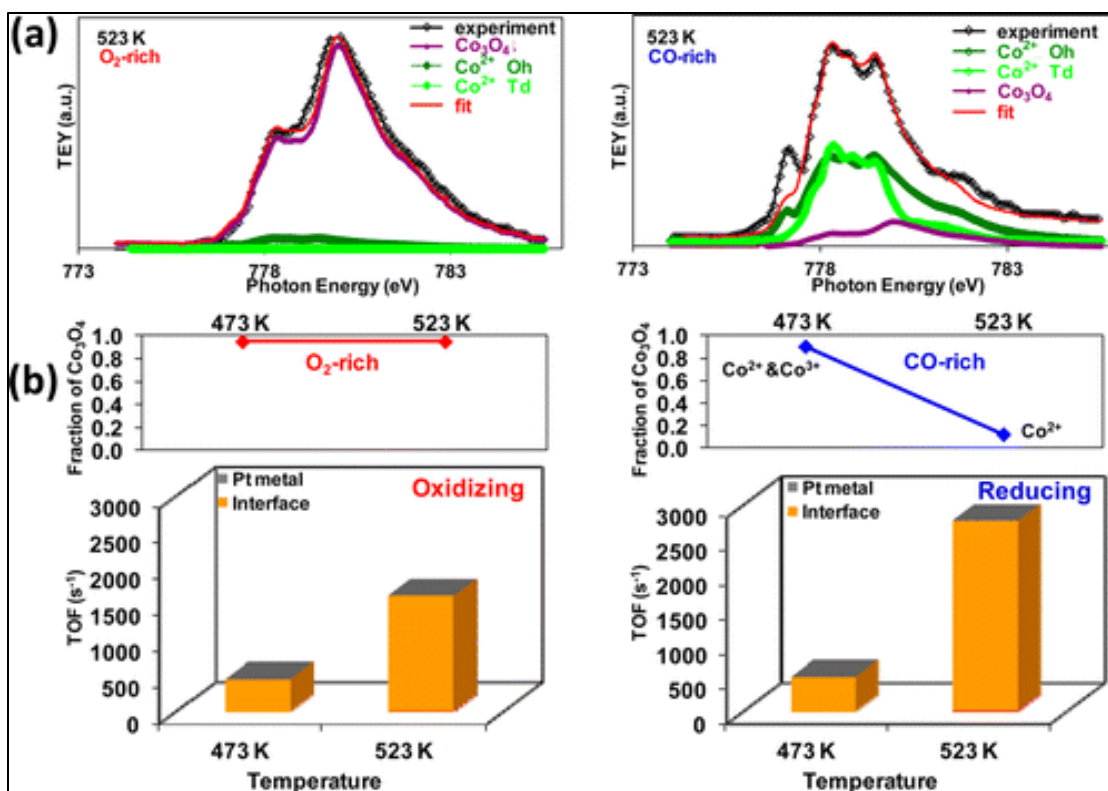 (a)
523 K
O₂-rich
experiment
Co₃O₄
Co²⁺ Oh
Co²⁺ Td
fit
TEY (a.u.)
773
778
783
Photon Energy (eV)
523 K
CO-rich
experiment
Co²⁺ Oh
Co²⁺ Td
Co₃O₄
fit
TEY (a.u.)
773
778
783
Photon Energy (eV)
(b)
473 K
523 K
Fraction of Co₃O₄
1.0
0.8
0.6
0.4
0.2
0.0
O₂-rich
473 K
523 K
Fraction of Co₃O₄
1.0
0.8
0.6
0.4
0.2
0.0
Co²⁺ &Co³⁺
CO-rich
Co²⁺
Pt metal
Interface
Oxidizing
TOF (s⁻¹)
3000
2500
2000
1500
1000
500
0
473 K
523 K
Temperature
Pt metal
Interface
Reducing
TOF (s⁻¹)
3000
2500
2000
1500
1000
500
0
473 K
523 K
Temperature